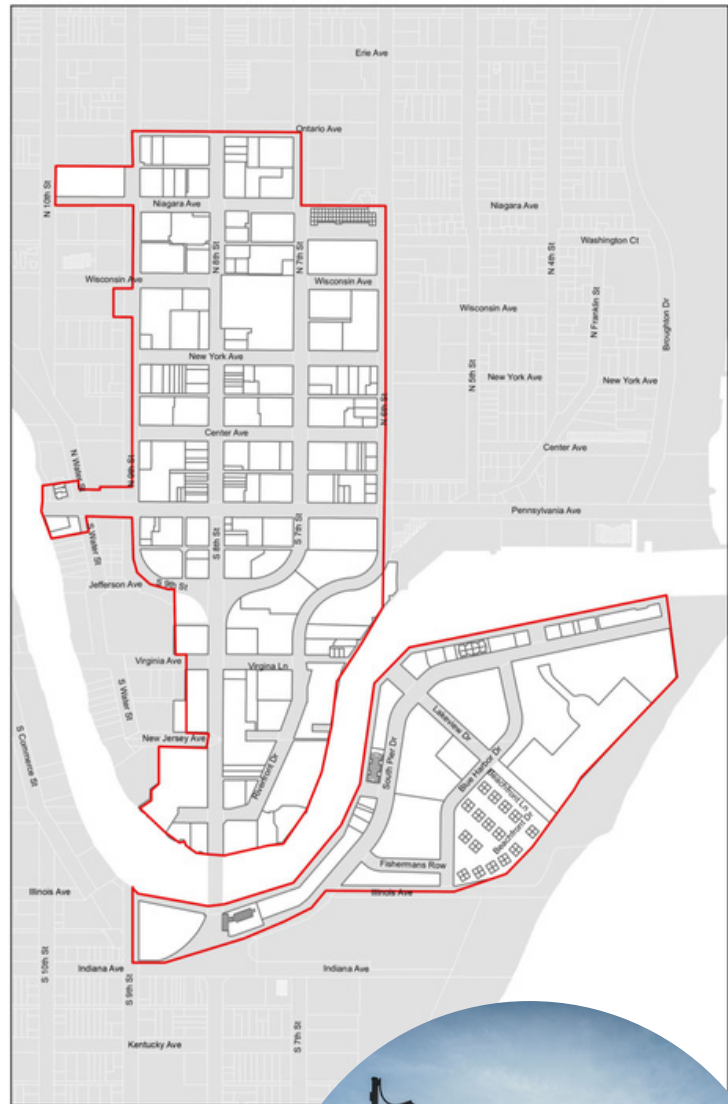 Erie Ave
Ontario Ave
N 10th St
Niagara Ave
Niagara Ave
N 8th St
N 7th St
Washington Ct
N 4th St
Wisconsin Ave
Wisconsin Ave
Wisconsin Ave
N Franklin St
Broughton Dr
New York Ave
N 5th St
New York Ave
New York Ave
N 6th St
Center Ave
Center Ave
N Water St
N 9th St
Pennsylvania Ave
S Water St
S 8th St
S 7th St
Jefferson Ave
S 9th St
Virginia Ave
Virgina Ln
S Water St
New Jersey Ave
Lakeview Dr
S Commerce St
Riverfront Dr
South Pier Dr
Blue Harbor Dr
Beachfront Ln
Beachfront Dr
Fishermans Row
Illinois Ave
Illinois Ave
S 10th St
Indiana Ave
S 9th St
Indiana Ave
Kentucky Ave
S 7th St